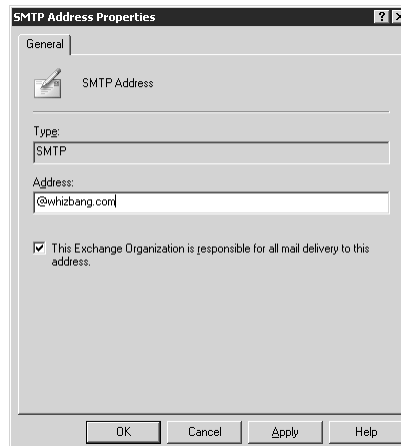 SMTP Address Properties
General
SMTP Address
Type:
SMTP
Address:
@whizbang.com
This Exchange Organization is responsible for all mail delivery to this
address.
OK Cancel Apply Help